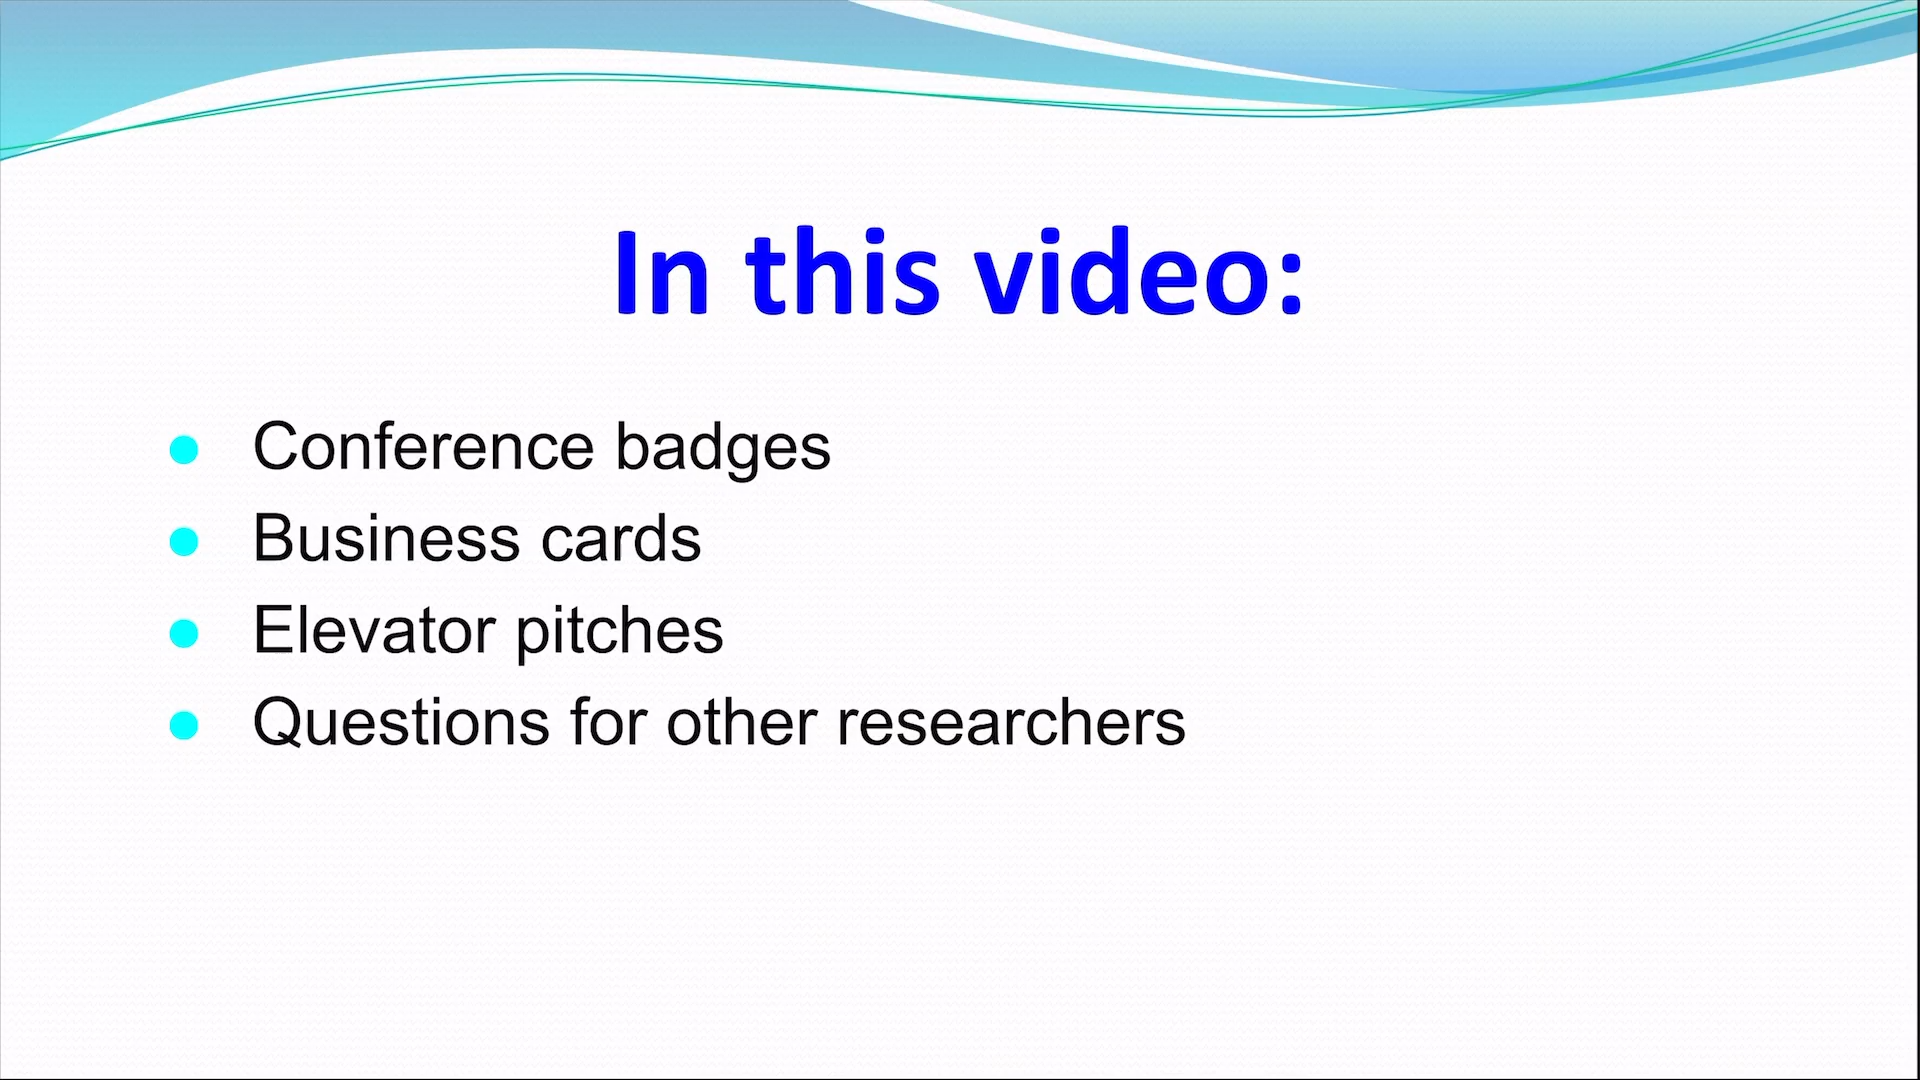 In this video:
Conference badges
Business cards
Elevator pitches
Questions for other researchers